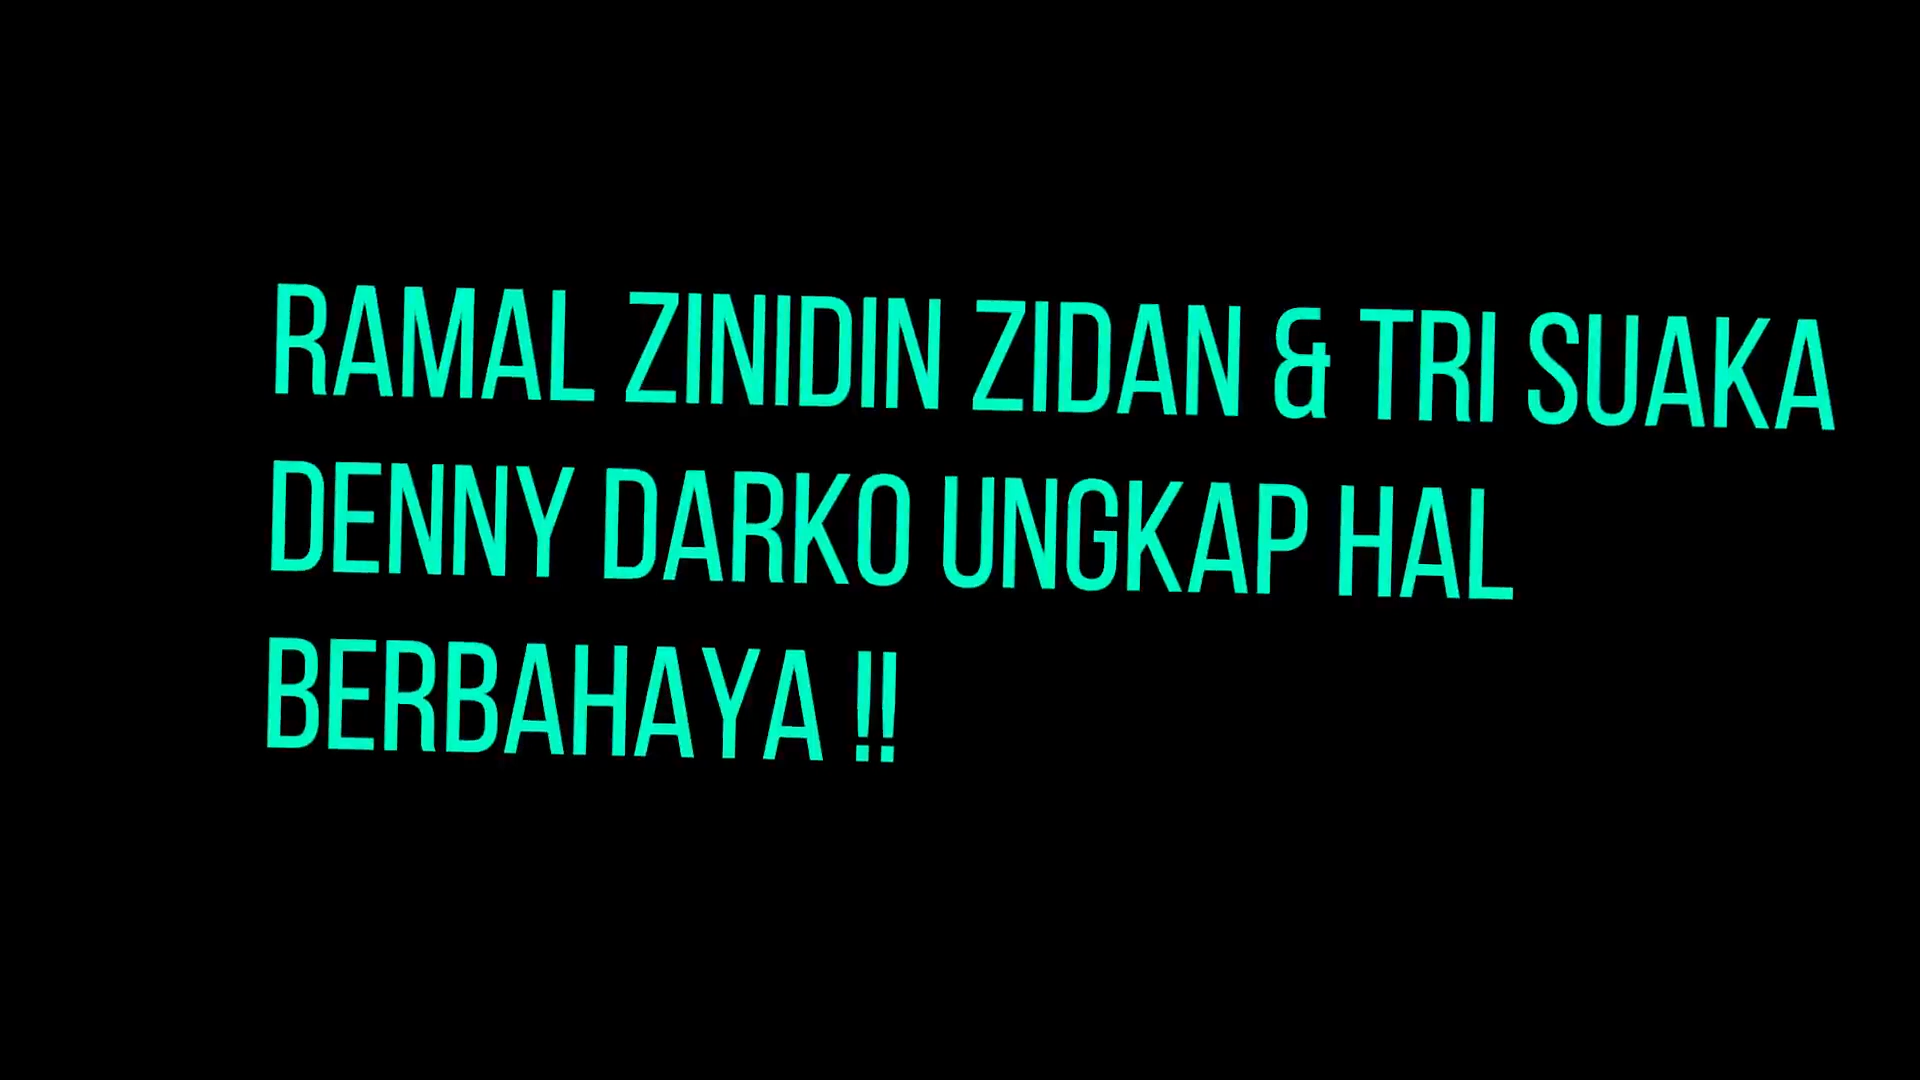 RAMAL ZINIDIN ZIDAN & TRI SUAKA
DENNY DARKO UNGKAP HAL
BERBAHAYA !!